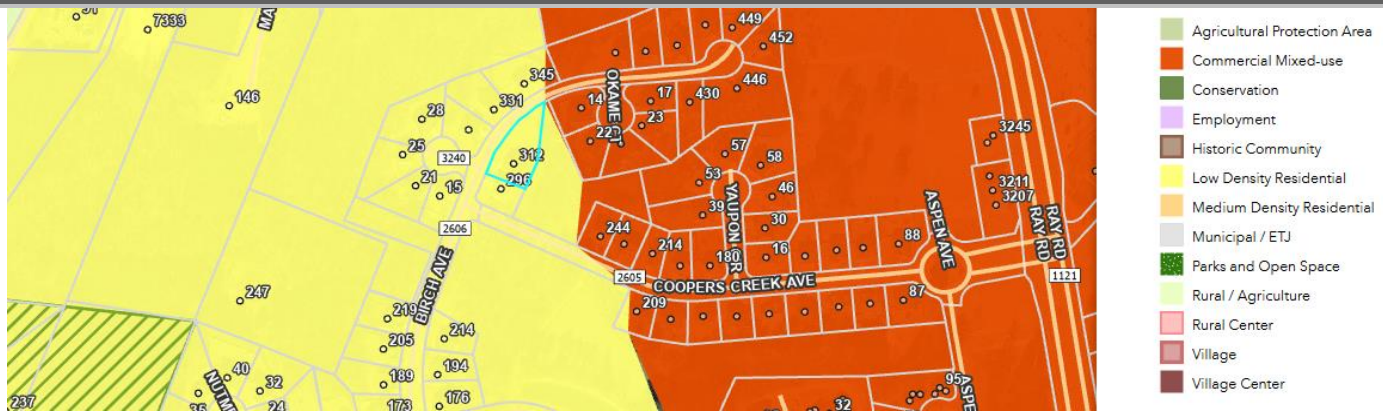 7333
449
452
345
446
146
OKAME CT
14
17
430
331
28
23
22
312
57
25
3240
58
296
53
21
15
46
YAUPON CIR
39
ASPEN AVE
3245
3211
3207
RAY RD
RAY RD
30
2606
244
88
214
16
180
BIRCH AVE
2605
COOPERS CREEK AVE
1121
247
87
209
219
214
205
194
40
189
32
95
176
237
173
24
32
Agricultural Protection Area
Commercial Mixed-use
Conservation
Employment
Historic Community
Low Density Residential
Medium Density Residential
Municipal / ETJ
Parks and Open Space
Rural / Agriculture
Rural Center
Village
Village Center